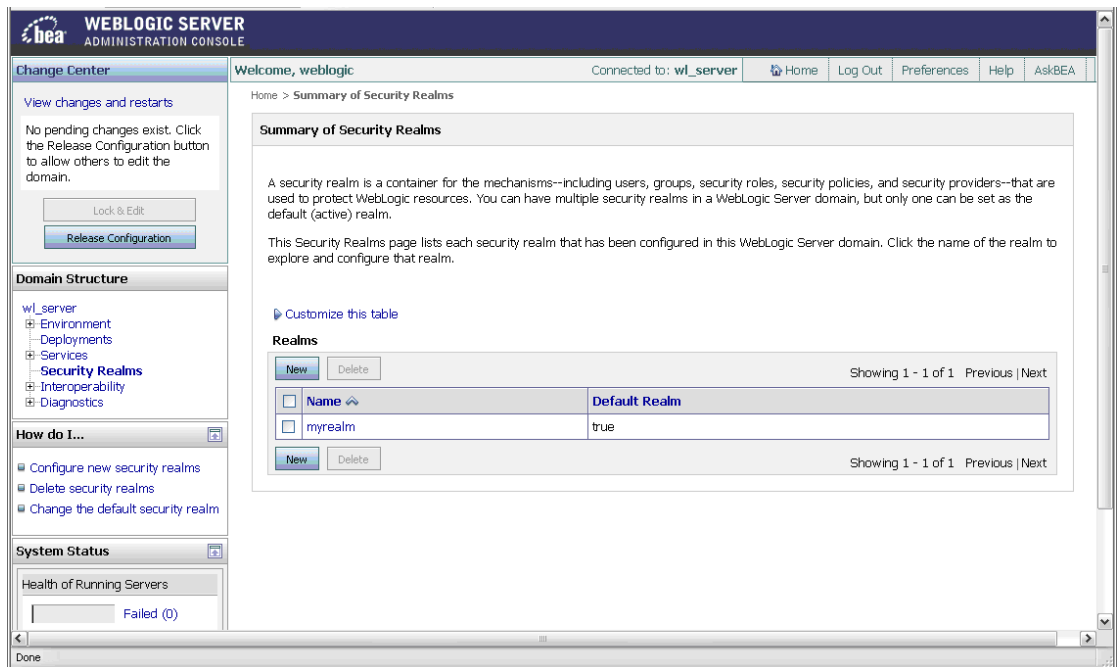 bea
WEBLOGIC SERVER
ADMINISTRATION CONSOLE
Change Center
View changes and restarts
No pending changes exist. Click
the Release Configuration button
to allow others to edit the
domain.
Lock & Edit
Release Configuration
Domain Structure
wl_server
Environment
Deployments
Services
Security Realms
Interoperability
Diagnostics
How do I...
Configure new security realms
Delete security realms
Change the default security realm
System Status
Health of Running Servers
Failed (0)
Welcome, weblogic
Connected to: wl_server
Home
Log Out
Preferences
Help
AskBEA
Home > Summary of Security Realms
Summary of Security Realms
A security realm is a container for the mechanisms--including users, groups, security roles, security policies, and security providers--that are
used to protect WebLogic resources. You can have multiple security realms in a WebLogic Server domain, but only one can be set as the
default (active) realm.
This Security Realms page lists each security realm that has been configured in this WebLogic Server domain. Click the name of the realm to
explore and configure that realm.
Customize this table
Realms
New Delete Showing 1 - 1 of 1 Previous | Next
Name Default Realm
myrealm true
New Delete Showing 1 - 1 of 1 Previous | Next
Done